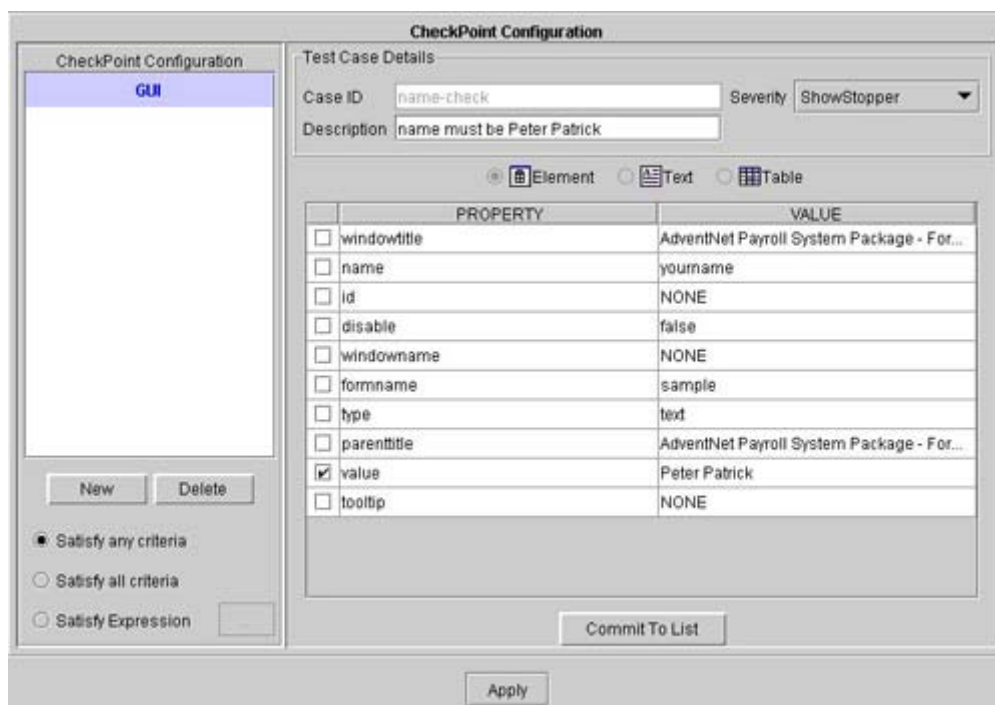 CheckPoint Configuration
CheckPoint Configuration
GUI
New Delete
Satisfy any criteria
Satisfy all criteria
Satisfy Expression
Test Case Details
Case ID name-check Severity ShowStopper
Description name must be Peter Patrick
Element Text Table
PROPERTY VALUE
windowtitle AdventNet Payroll System Package - For...
name yourname
id NONE
disable false
windowname NONE
formname sample
type text
parenttitle AdventNet Payroll System Package - For...
value Peter Patrick
tooltip NONE
Commit To List
Apply